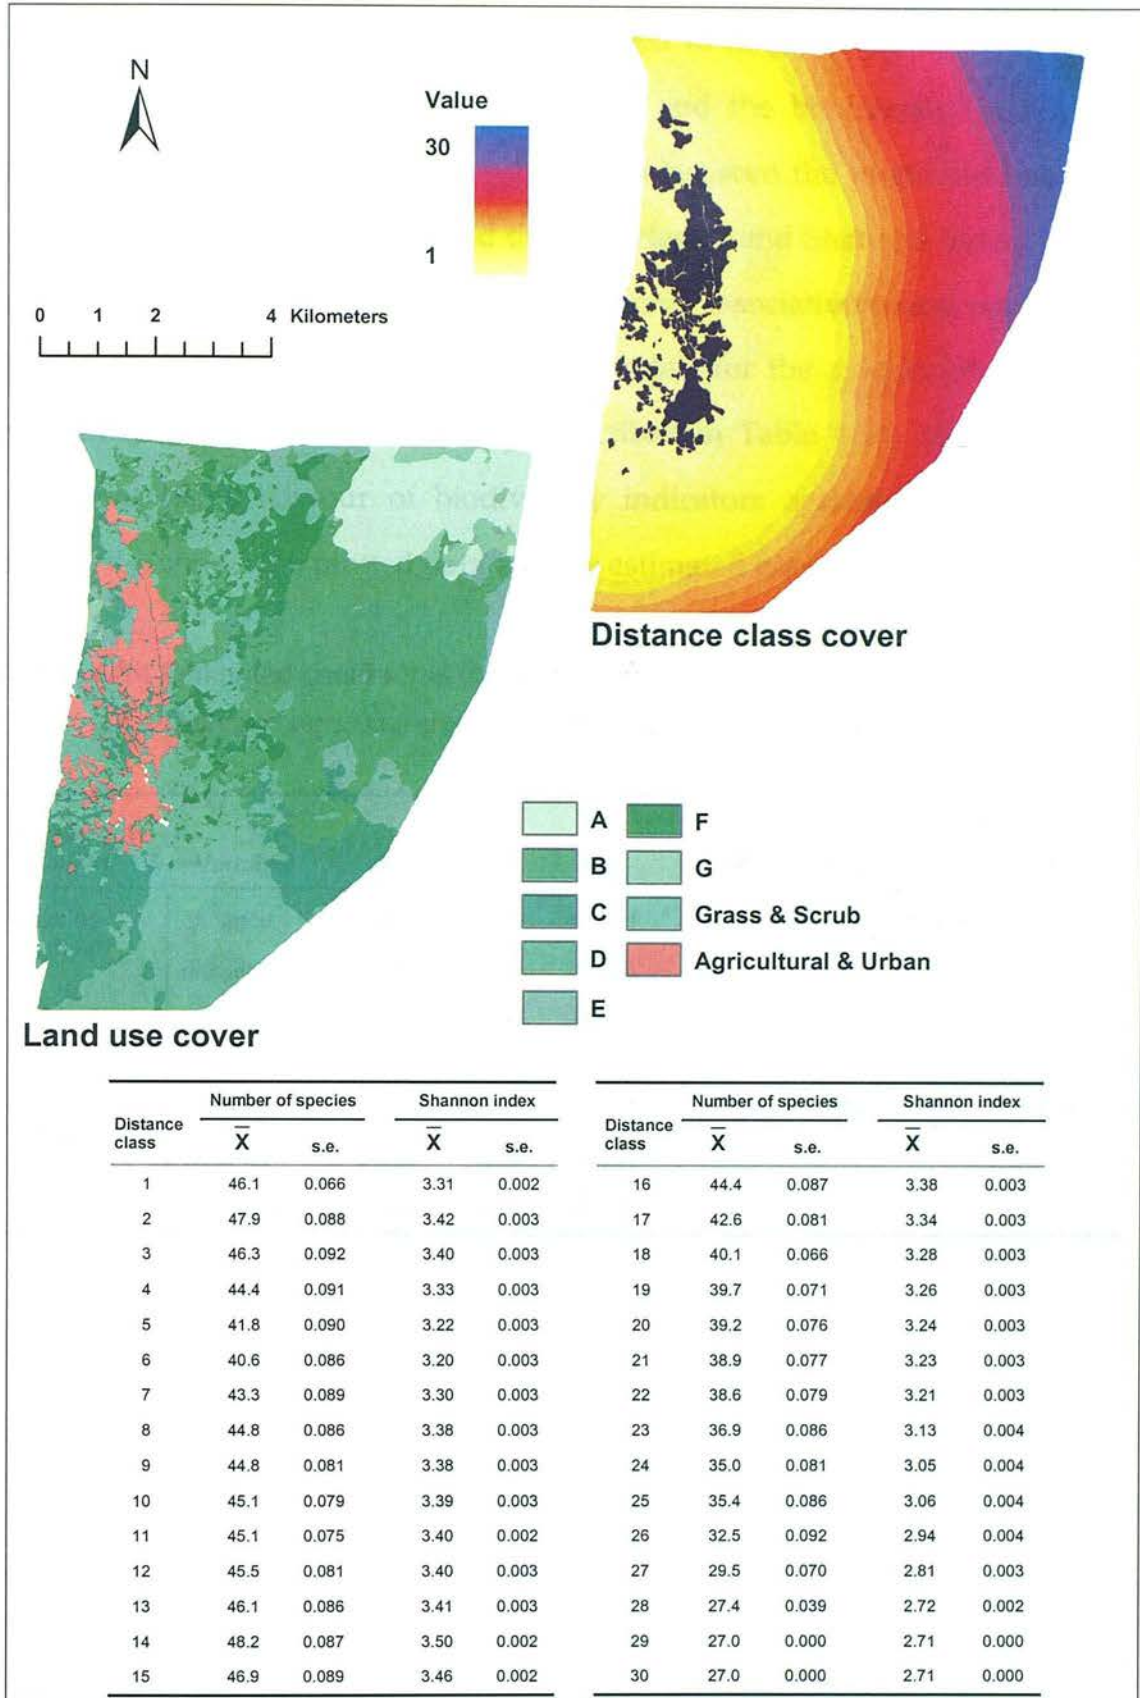 N
Value
30
1
0 1 2 4 Kilometers
Distance class cover
A
B
C
D
E
F
G
Grass & Scrub
Agricultural & Urban
Land use cover
Distance class Number of species Shannon index
X̄ s.e. X̄ s.e.
1 46.1 0.066 3.31 0.002
2 47.9 0.088 3.42 0.003
3 46.3 0.092 3.40 0.003
4 44.4 0.091 3.33 0.003
5 41.8 0.090 3.22 0.003
6 40.6 0.086 3.20 0.003
7 43.3 0.089 3.30 0.003
8 44.8 0.086 3.38 0.003
9 44.8 0.081 3.38 0.003
10 45.1 0.079 3.39 0.003
11 45.1 0.075 3.40 0.002
12 45.5 0.081 3.40 0.003
13 46.1 0.086 3.41 0.003
14 48.2 0.087 3.50 0.002
15 46.9 0.089 3.46 0.002
Distance class Number of species Shannon index
X̄ s.e. X̄ s.e.
16 44.4 0.087 3.38 0.003
17 42.6 0.081 3.34 0.003
18 40.1 0.066 3.28 0.003
19 39.7 0.071 3.26 0.003
20 39.2 0.076 3.24 0.003
21 38.9 0.077 3.23 0.003
22 38.6 0.079 3.21 0.003
23 36.9 0.086 3.13 0.004
24 35.0 0.081 3.05 0.004
25 35.4 0.086 3.06 0.004
26 32.5 0.092 2.94 0.004
27 29.5 0.070 2.81 0.003
28 27.4 0.039 2.72 0.002
29 27.0 0.000 2.71 0.000
30 27.0 0.000 2.71 0.000